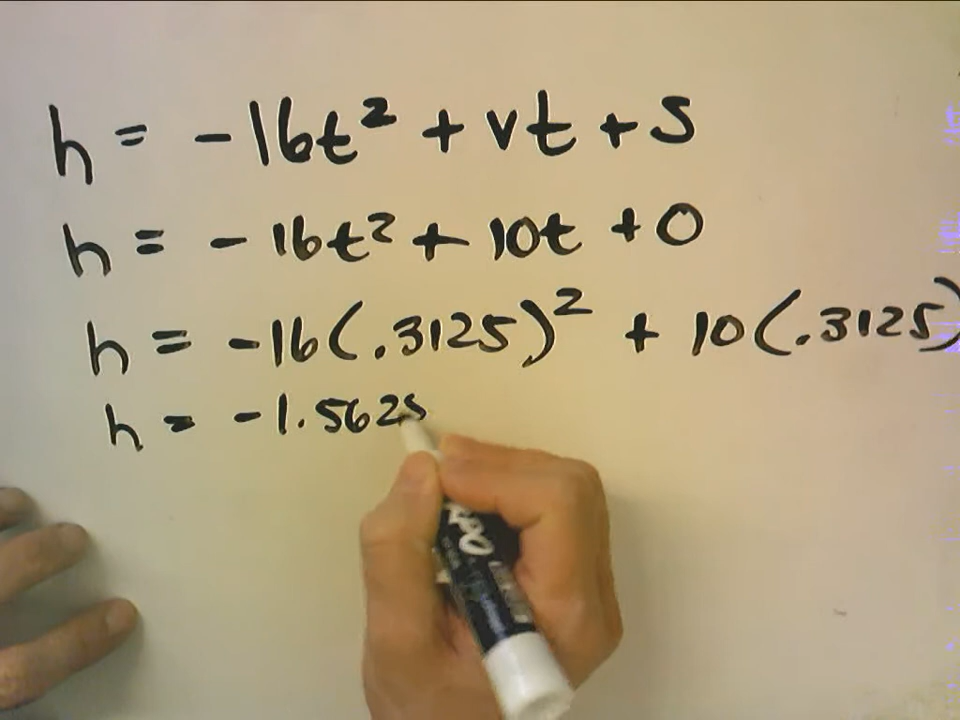 h = -16t² + vt + s
h = -16t² + 10t + 0
h = -16(.3125)² + 10(.3125)
h = -1.5625